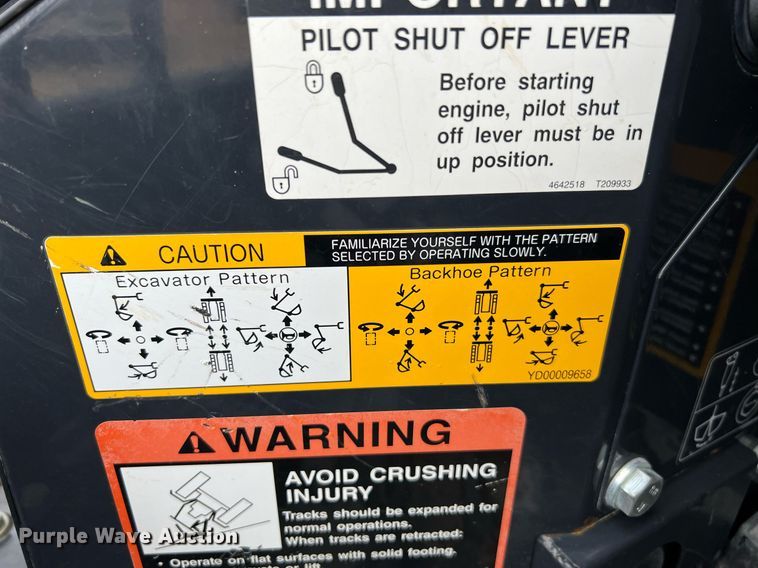 IMPORTANT
PILOT SHUT OFF LEVER
Before starting
engine, pilot shut
off lever must be in
up position.
4642518 T209933
CAUTION
FAMILIARIZE YOURSELF WITH THE PATTERN
SELECTED BY OPERATING SLOWLY.
Excavator Pattern
Backhoe Pattern
YD00009658
WARNING
AVOID CRUSHING
INJURY
Tracks should be expanded for
normal operations.
When tracks are retracted:
• Operate on flat surfaces with solid footing.
Purple Wave Auction